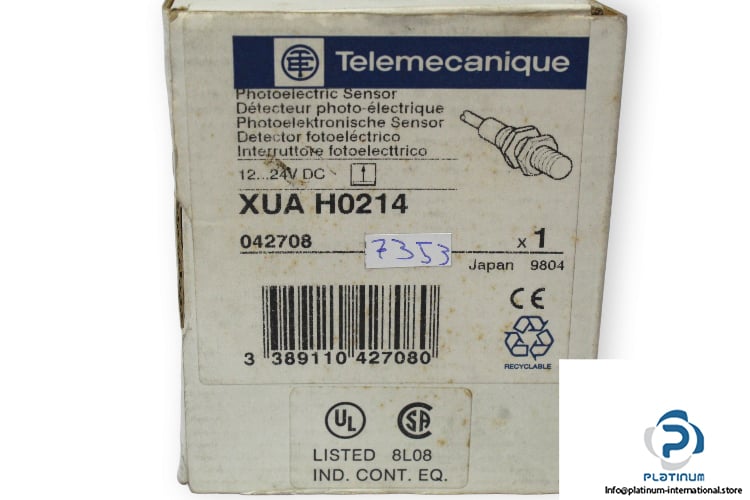 Telemecanique
Photoelectric Sensor
Détecteur photo-électrique
Photoelektronische Sensor
Detector fotoeléctrico
Interruttore fotoelecttrico
12...24V DC
XUA H0214
042708
7353
x 1
Japan 9804
CE
3 389110 427080
RECYCLABLE
UL
SA
LISTED 8L08
IND. CONT. EQ.
PLATINUM
Info@platinum-international.store